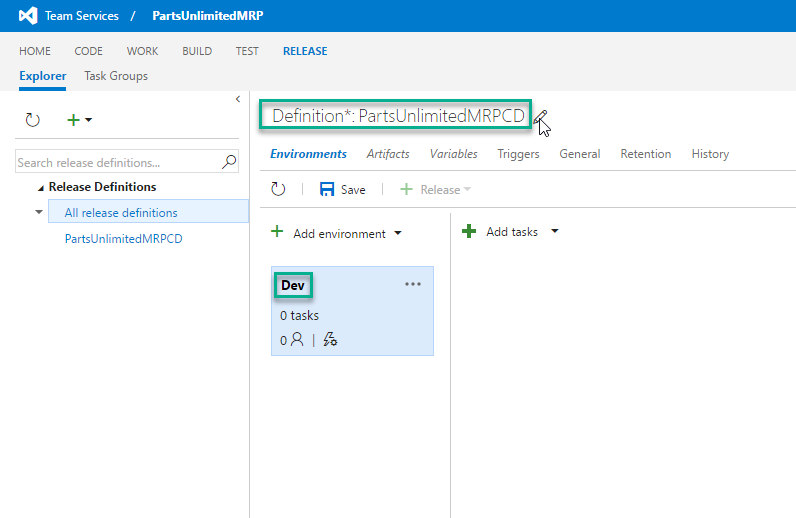 Team Services / PartsUnlimitedMRP
HOME CODE WORK BUILD TEST RELEASE
Explorer Task Groups
Definition*: PartsUnlimitedMRPCD
Search release definitions...
Environments Artifacts Variables Triggers General Retention History
Release Definitions
Save Release
All release definitions
PartsUnlimitedMRPCD
Add environment
Add tasks
Dev
0 tasks
0